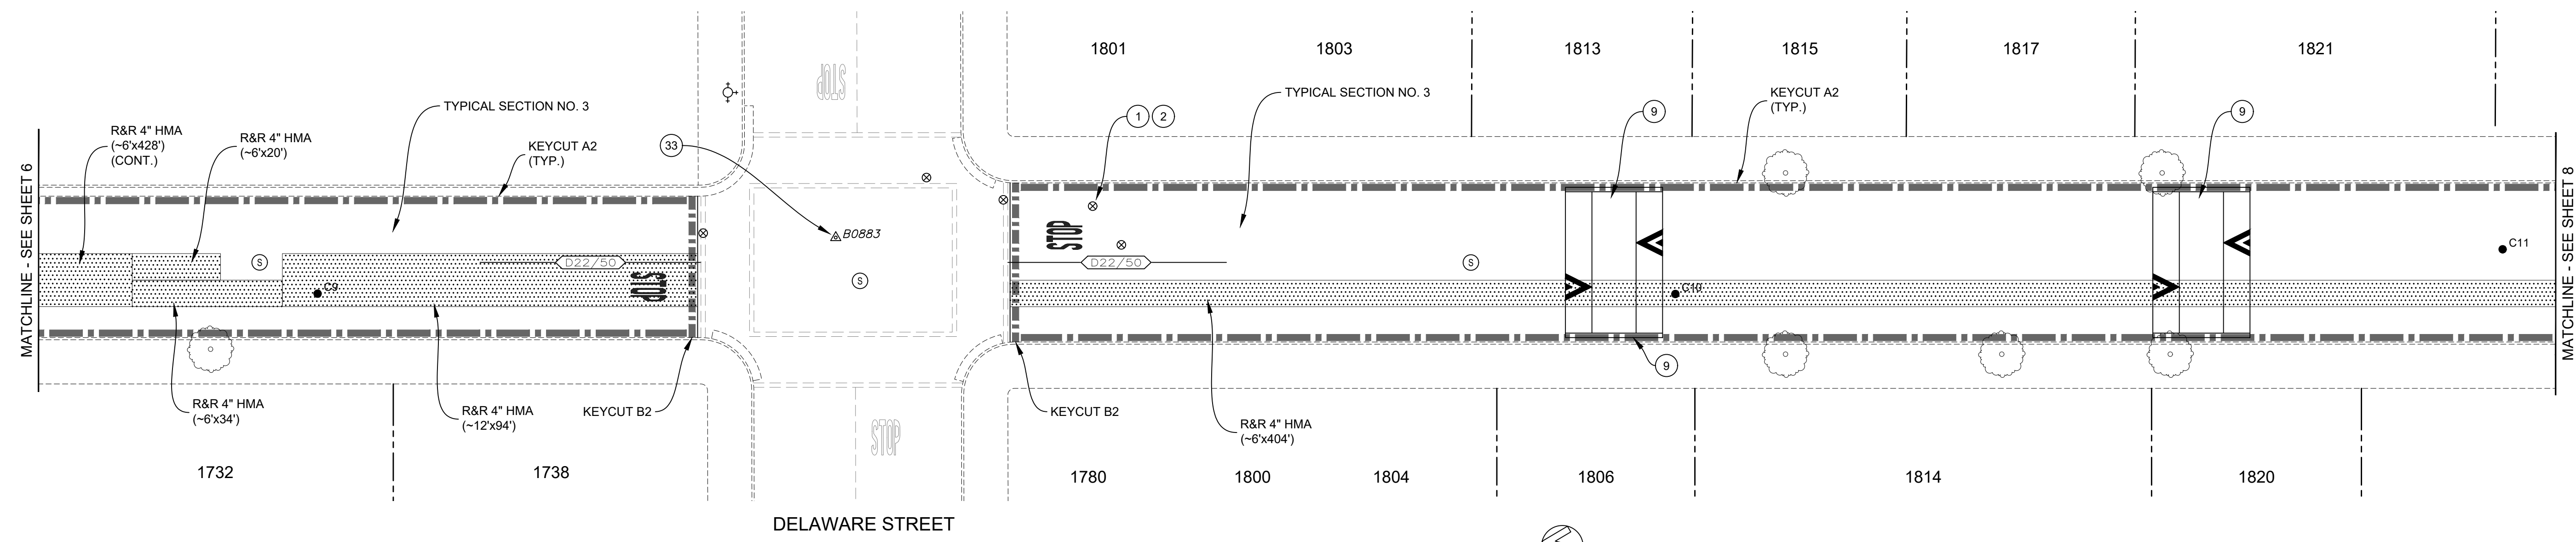 1801
1803
1813
1815
1817
1821
STOP
TYPICAL SECTION NO. 3
R&R 4" HMA
(~6'x428')
(CONT.)
R&R 4" HMA
(~6'x20')
KEYCUT A2
(TYP.)
33
1
2
TYPICAL SECTION NO. 3
9
KEYCUT A2
(TYP.)
9
MATCHLINE - SEE SHEET 6
B0883
STOP
D22/50
STOP
D22/50
S
S
S
C9
C10
C11
MATCHLINE - SEE SHEET 8
9
R&R 4" HMA
(~6'x34')
R&R 4" HMA
(~12'x94')
KEYCUT B2
STOP
KEYCUT B2
R&R 4" HMA
(~6'x404')
1732
1738
1780
1800
1804
1806
1814
1820
DELAWARE STREET